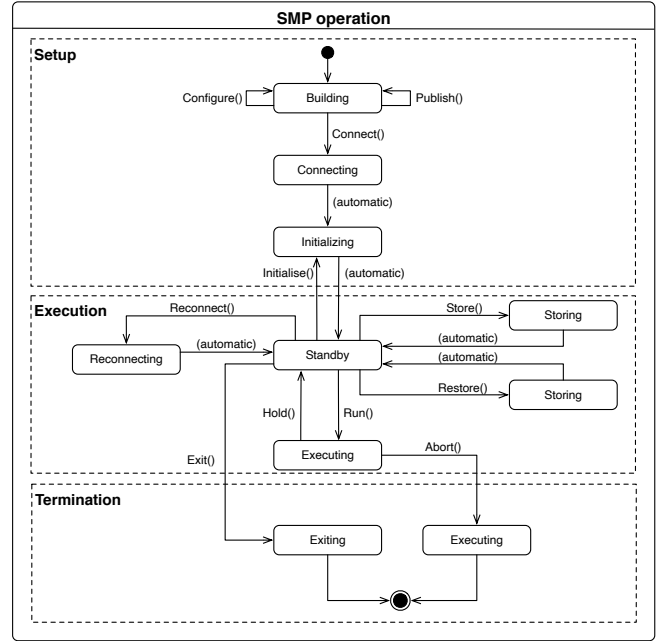 SMP operation
Setup
Configure()
Building
Publish()
Connect()
Connecting
(automatic)
Initializing
Initialise()
(automatic)
Execution
Reconnect()
Store()
Storing
(automatic)
Reconnecting
(automatic)
Standby
(automatic)
Restore()
Storing
Hold()
Run()
Executing
Abort()
Exit()
Termination
Exiting
Executing